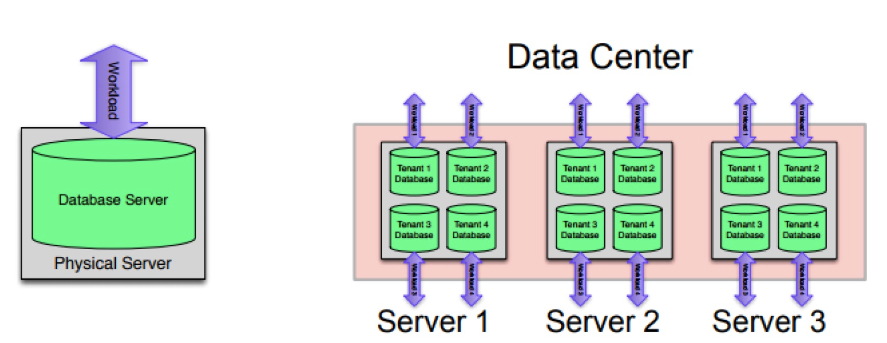 Data Center
Workload
Database Server
Physical Server
Workload 1
Workload 2
Workload 1
Workload 2
Workload 1
Workload 2
Tenant 1
Database
Tenant 2
Database
Tenant 3
Database
Tenant 4
Database
Tenant 1
Database
Tenant 2
Database
Tenant 3
Database
Tenant 4
Database
Tenant 1
Database
Tenant 2
Database
Tenant 3
Database
Tenant 4
Database
Workload 3
Workload 4
Workload 3
Workload 4
Workload 3
Workload 4
Server 1
Server 2
Server 3